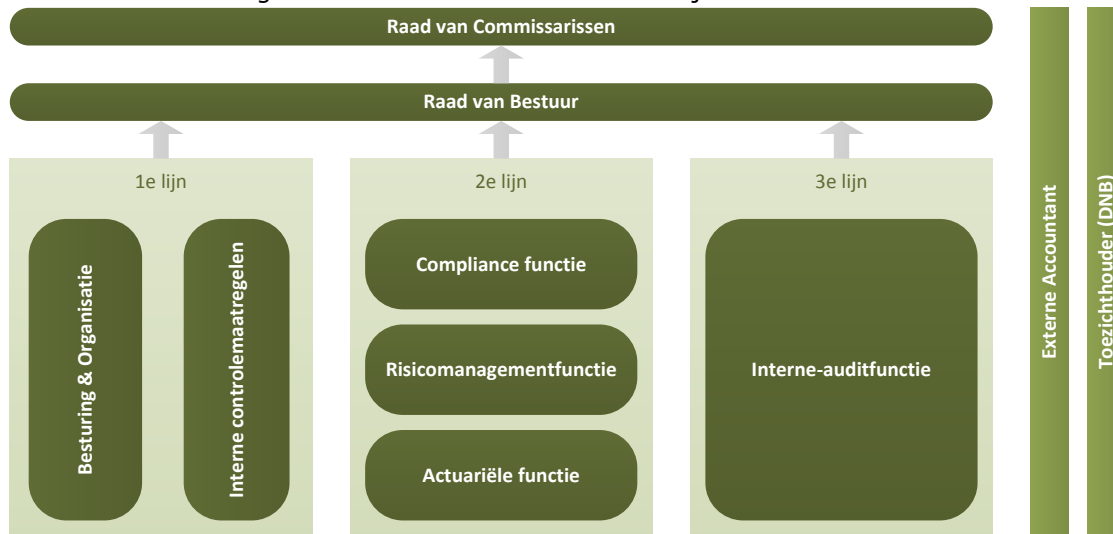 Raad van Commissarissen
Raad van Bestuur
1e lijn
2e lijn
3e lijn
Besturing & Organisatie
Interne controlemaatregelen
Compliance functie
Risicomanagementfunctie
Actuariële functie
Interne-auditfunctie
Externe Accountant
Toezichthouder (DNB)